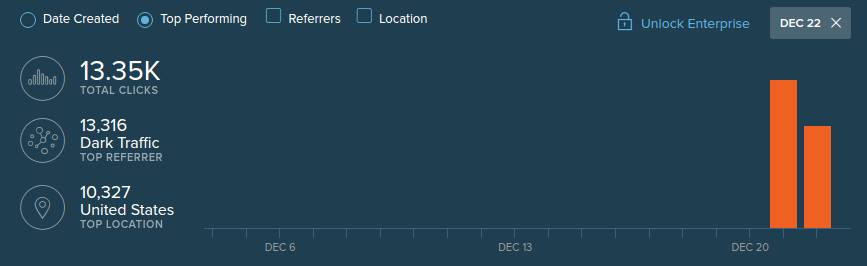 Date Created
Top Performing
Referrers
Location
Unlock Enterprise
DEC 22 ×
13.35K
TOTAL CLICKS
13,316
Dark Traffic
TOP REFERRER
10,327
United States
TOP LOCATION
DEC 6
DEC 13
DEC 20